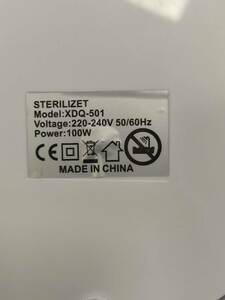 STERILIZET
Model:XDQ-501
Voltage:220-240V 50/60Hz
Power:100W
CE
MADE IN CHINA